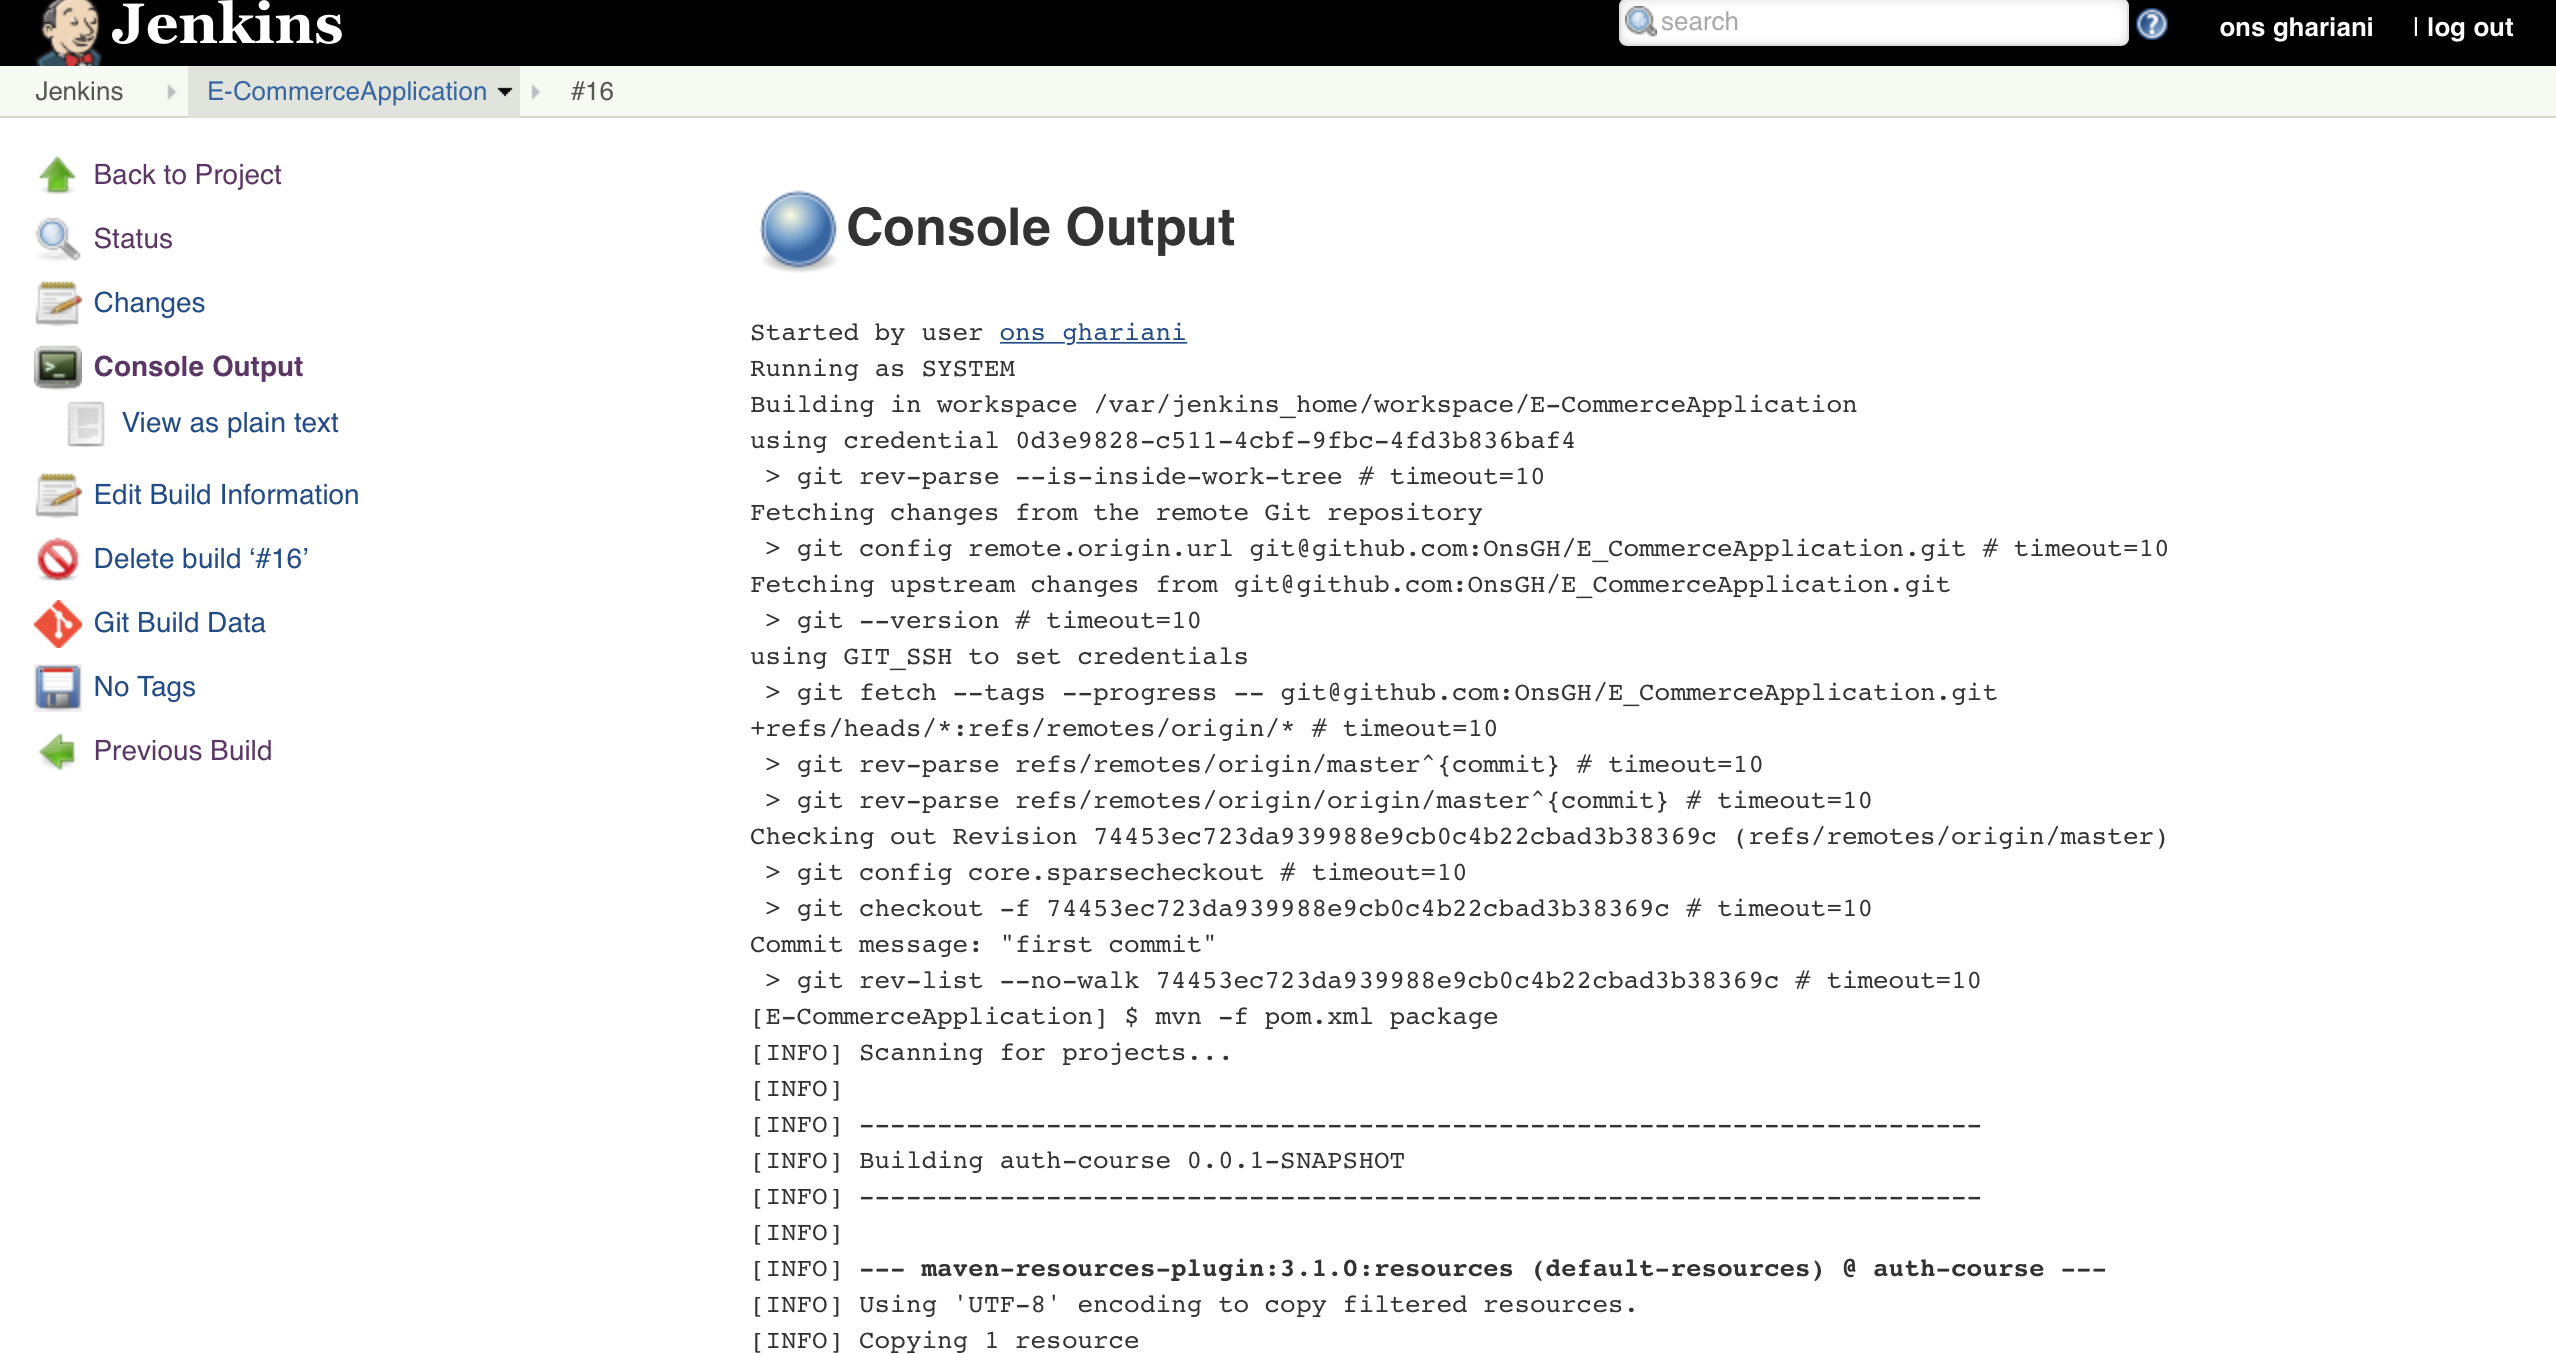 Jenkins
search
ons ghariani
| log out
Jenkins
E-CommerceApplication
#16
Back to Project
Status
Changes
Console Output
View as plain text
Edit Build Information
Delete build ‘#16’
Git Build Data
No Tags
Previous Build
Console Output
Started by user ons ghariani
Running as SYSTEM
Building in workspace /var/jenkins_home/workspace/E-CommerceApplication
using credential 0d3e9828-c511-4cbf-9fbc-4fd3b836baf4
> git rev-parse --is-inside-work-tree # timeout=10
Fetching changes from the remote Git repository
> git config remote.origin.url git@github.com:OnsGH/E_CommerceApplication.git # timeout=10
Fetching upstream changes from git@github.com:OnsGH/E_CommerceApplication.git
> git --version # timeout=10
using GIT_SSH to set credentials
> git fetch --tags --progress -- git@github.com:OnsGH/E_CommerceApplication.git
+refs/heads/*:refs/remotes/origin/* # timeout=10
> git rev-parse refs/remotes/origin/master^{commit} # timeout=10
> git rev-parse refs/remotes/origin/origin/master^{commit} # timeout=10
Checking out Revision 74453ec723da939988e9cb0c4b22cbad3b38369c (refs/remotes/origin/master)
> git config core.sparsecheckout # timeout=10
> git checkout -f 74453ec723da939988e9cb0c4b22cbad3b38369c # timeout=10
Commit message: "first commit"
> git rev-list --no-walk 74453ec723da939988e9cb0c4b22cbad3b38369c # timeout=10
[E-CommerceApplication] $ mvn -f pom.xml package
[INFO] Scanning for projects...
[INFO]
[INFO] ------------------------------------------------------------------------
[INFO] Building auth-course 0.0.1-SNAPSHOT
[INFO] ------------------------------------------------------------------------
[INFO]
[INFO] --- maven-resources-plugin:3.1.0:resources (default-resources) @ auth-course ---
[INFO] Using 'UTF-8' encoding to copy filtered resources.
[INFO] Copying 1 resource